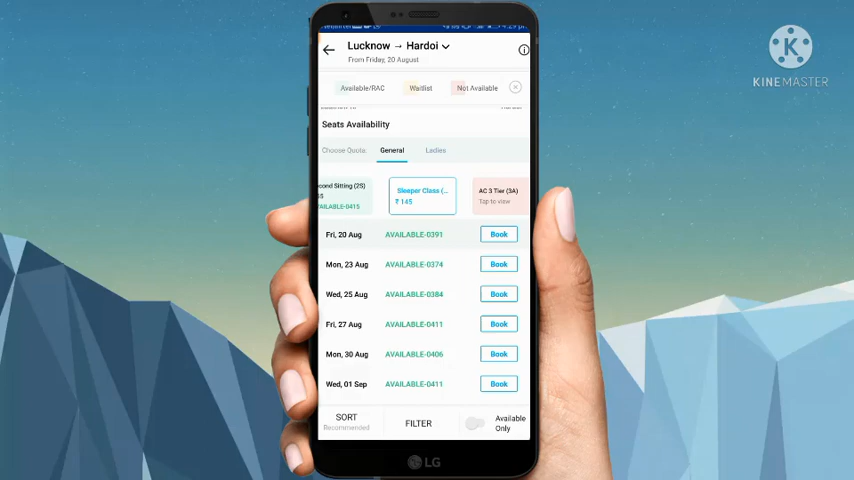 Lucknow → Hardoi
From Friday, 20 August
Available/RAC Waitlist Not Available
Seats Availability
Choose Quota: General Ladies
cond Sitting (2S) Sleeper Class (... AC 3 Tier (3A)
₹ 145 Tap to view
AILABLE-0415
Fri, 20 Aug AVAILABLE-0391 Book
Mon, 23 Aug AVAILABLE-0374 Book
Wed, 25 Aug AVAILABLE-0384 Book
Fri, 27 Aug AVAILABLE-0411 Book
Mon, 30 Aug AVAILABLE-0406 Book
Wed, 01 Sep AVAILABLE-0411 Book
SORT FILTER Available Only
Recommended
LG
K
KINEMASTER